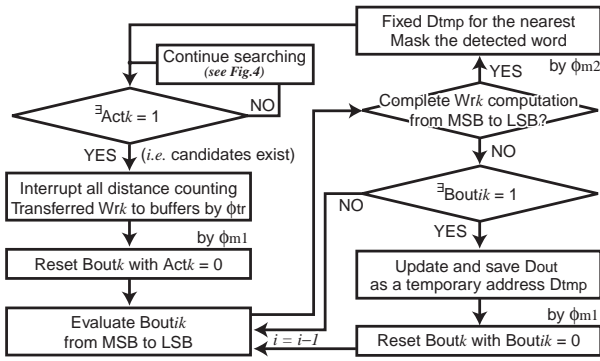 Continue searching
(see Fig.4)
∃Actk = 1
NO
YES
(i.e. candidates exist)
Interrupt all distance counting
Transferred Wrk to buffers by ϕtr
by ϕm1
Reset Boutk with Actk = 0
Evaluate Boutik
from MSB to LSB
Fixed Dtmp for the nearest
Mask the detected word
YES
by ϕm2
Complete Wrk computation
from MSB to LSB?
NO
∃Boutik = 1
NO
YES
Update and save Dout
as a temporary address Dtmp
by ϕm1
Reset Boutk with Boutik = 0
i = i–1